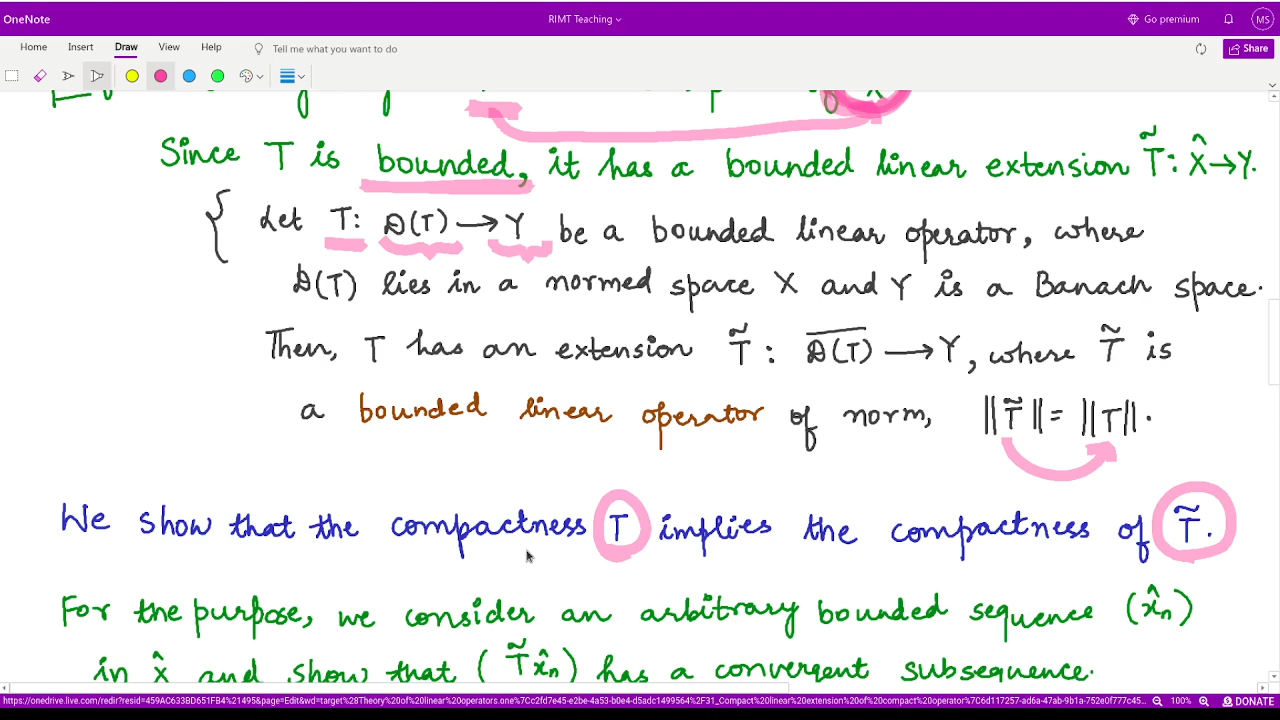 OneNote
RIMT Teaching
Go premium
MS
Home Insert Draw View Help Tell me what you want to do
Share
Since T is bounded, it has a bounded linear extension T̃: X̂→Y.
Let T: 𝒟(T) → Y be a bounded linear operator, where
𝒟(T) lies in a normed space X and Y is a Banach space.
Then, T has an extension T̃ : \overline{𝒟(T)} → Y, where T̃ is
a bounded linear operator of norm, ||T̃|| = ||T||.
We show that the compactness T implies the compactness of T̃.
For the purpose, we consider an arbitrary bounded sequence (x̂n)
in x̂ and show that (T̃x̂n) has a convergent subsequence.
100%
DONATE